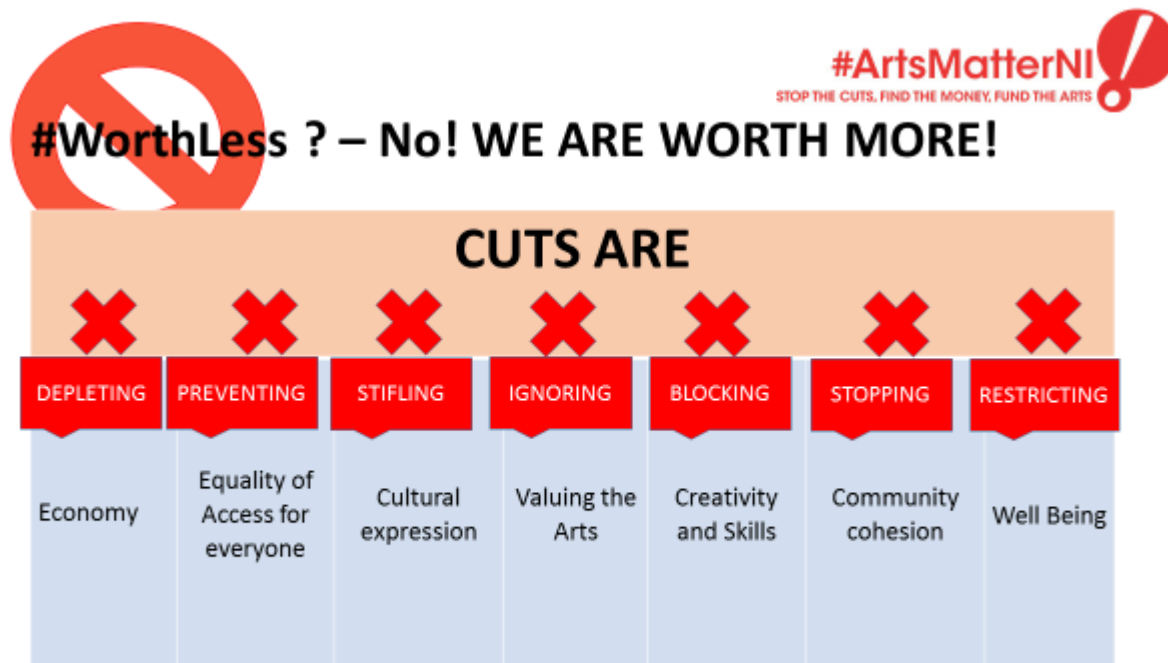 #ArtsMatterNI
STOP THE CUTS, FIND THE MONEY, FUND THE ARTS
#WorthLess ? – No! WE ARE WORTH MORE!
CUTS ARE
DEPLETING
PREVENTING
STIFLING
IGNORING
BLOCKING
STOPPING
RESTRICTING
Economy
Equality of
Access for
everyone
Cultural
expression
Valuing the
Arts
Creativity
and Skills
Community
cohesion
Well Being